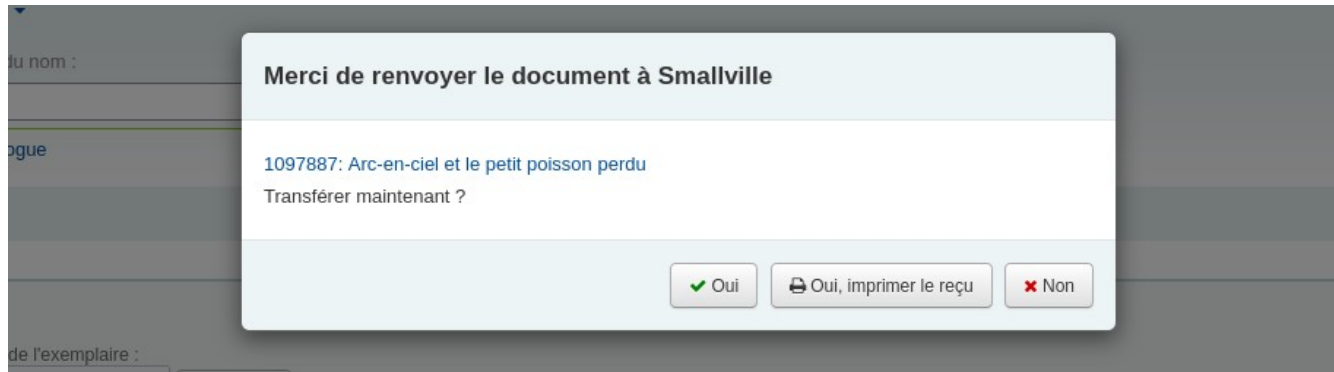 du nom :
Merci de renvoyer le document à Smallville
ogue
1097887: Arc-en-ciel et le petit poisson perdu
Transférer maintenant ?
Oui
Oui, imprimer le reçu
Non
de l'exemplaire :